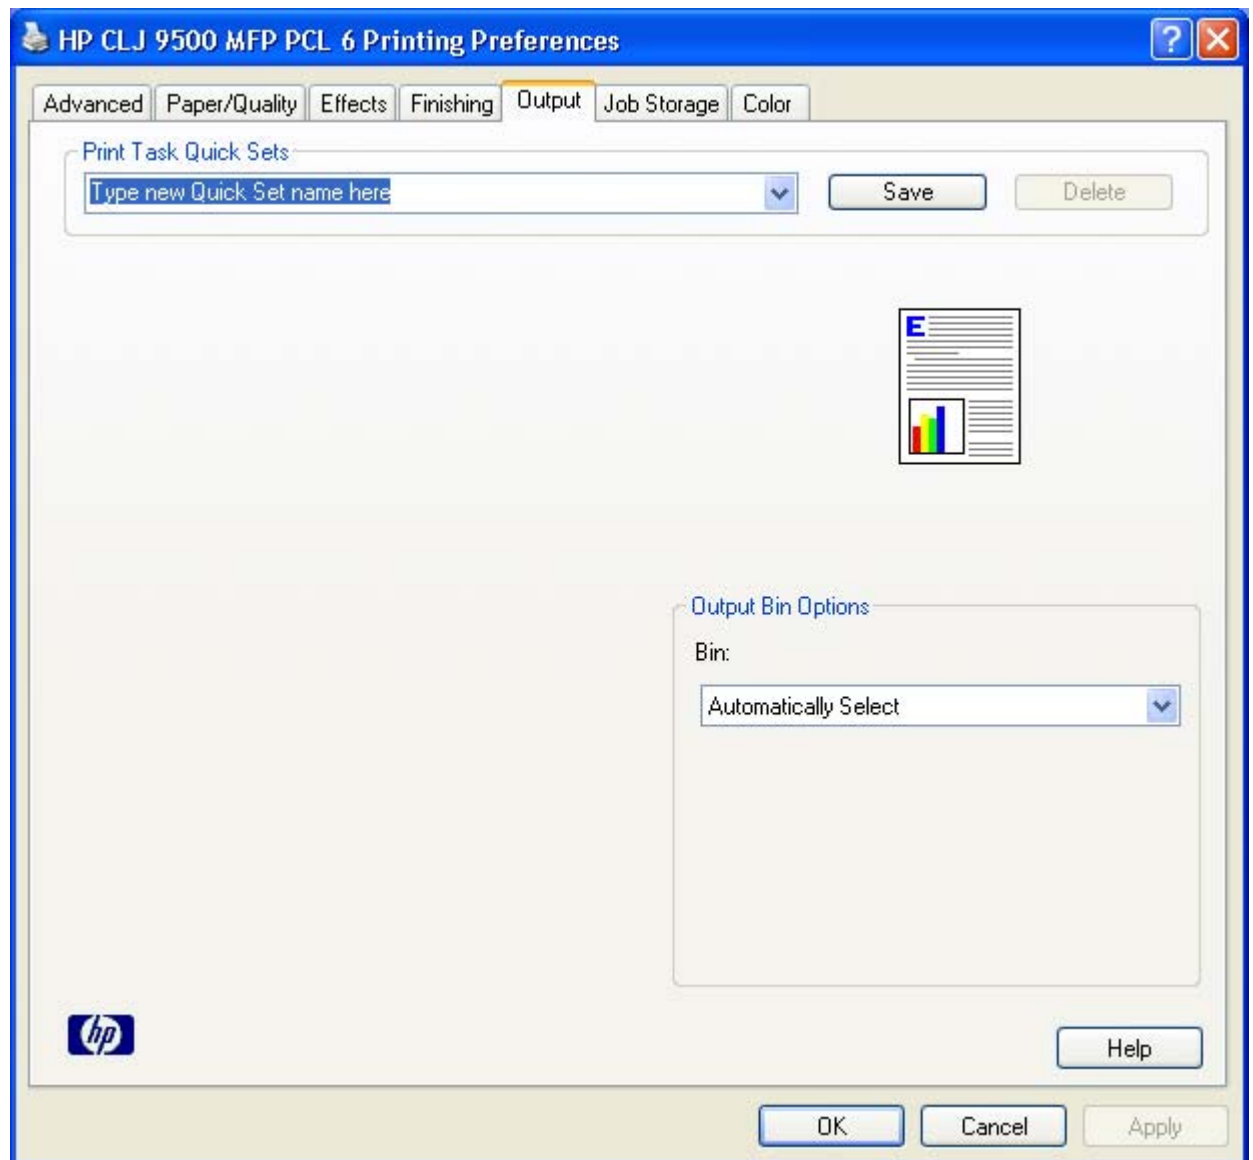 HP CLJ 9500 MFP PCL 6 Printing Preferences
?
Advanced Paper/Quality Effects Finishing Output Job Storage Color
Print Task Quick Sets
Type new Quick Set name here Save Delete
E
Output Bin Options
Bin:
Automatically Select
hp
Help
OK Cancel Apply